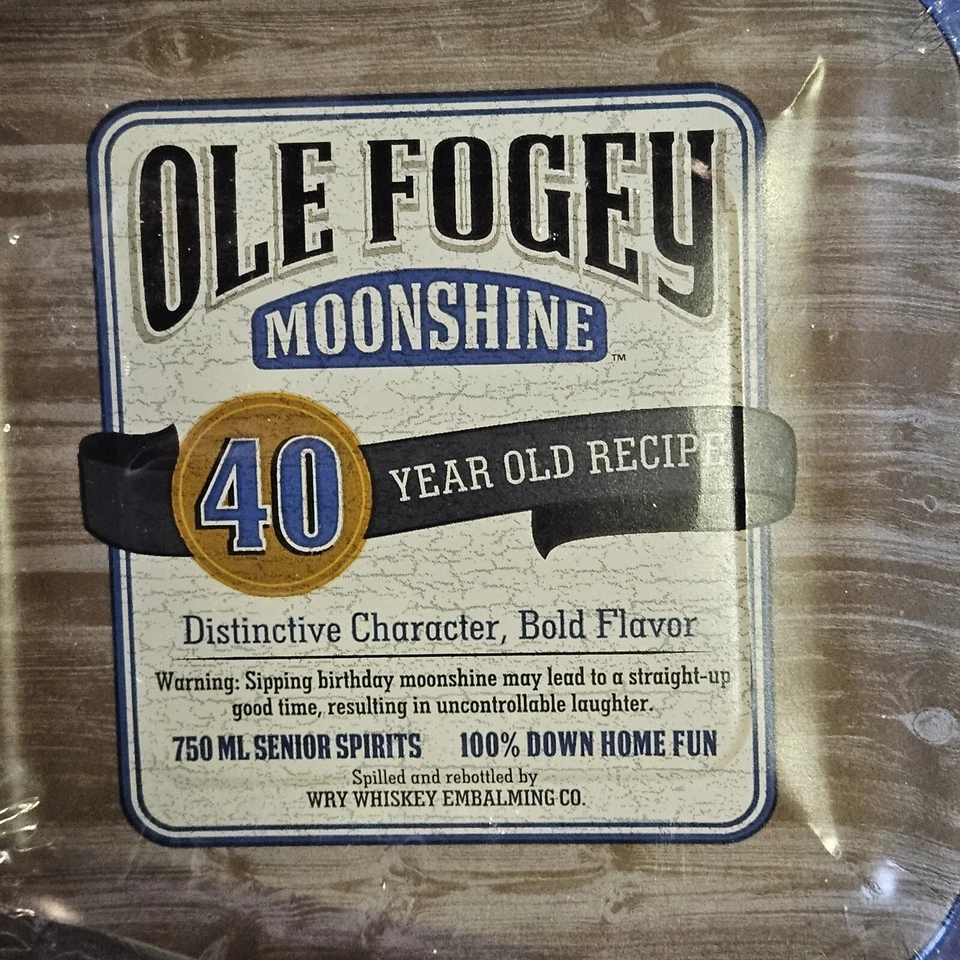 OLE FOGEY
MOONSHINE™
40 YEAR OLD RECIPE
Distinctive Character, Bold Flavor
Warning: Sipping birthday moonshine may lead to a straight-up
good time, resulting in uncontrollable laughter.
750 ML SENIOR SPIRITS 100% DOWN HOME FUN
Spilled and rebottled by
WRY WHISKEY EMBALMING CO.